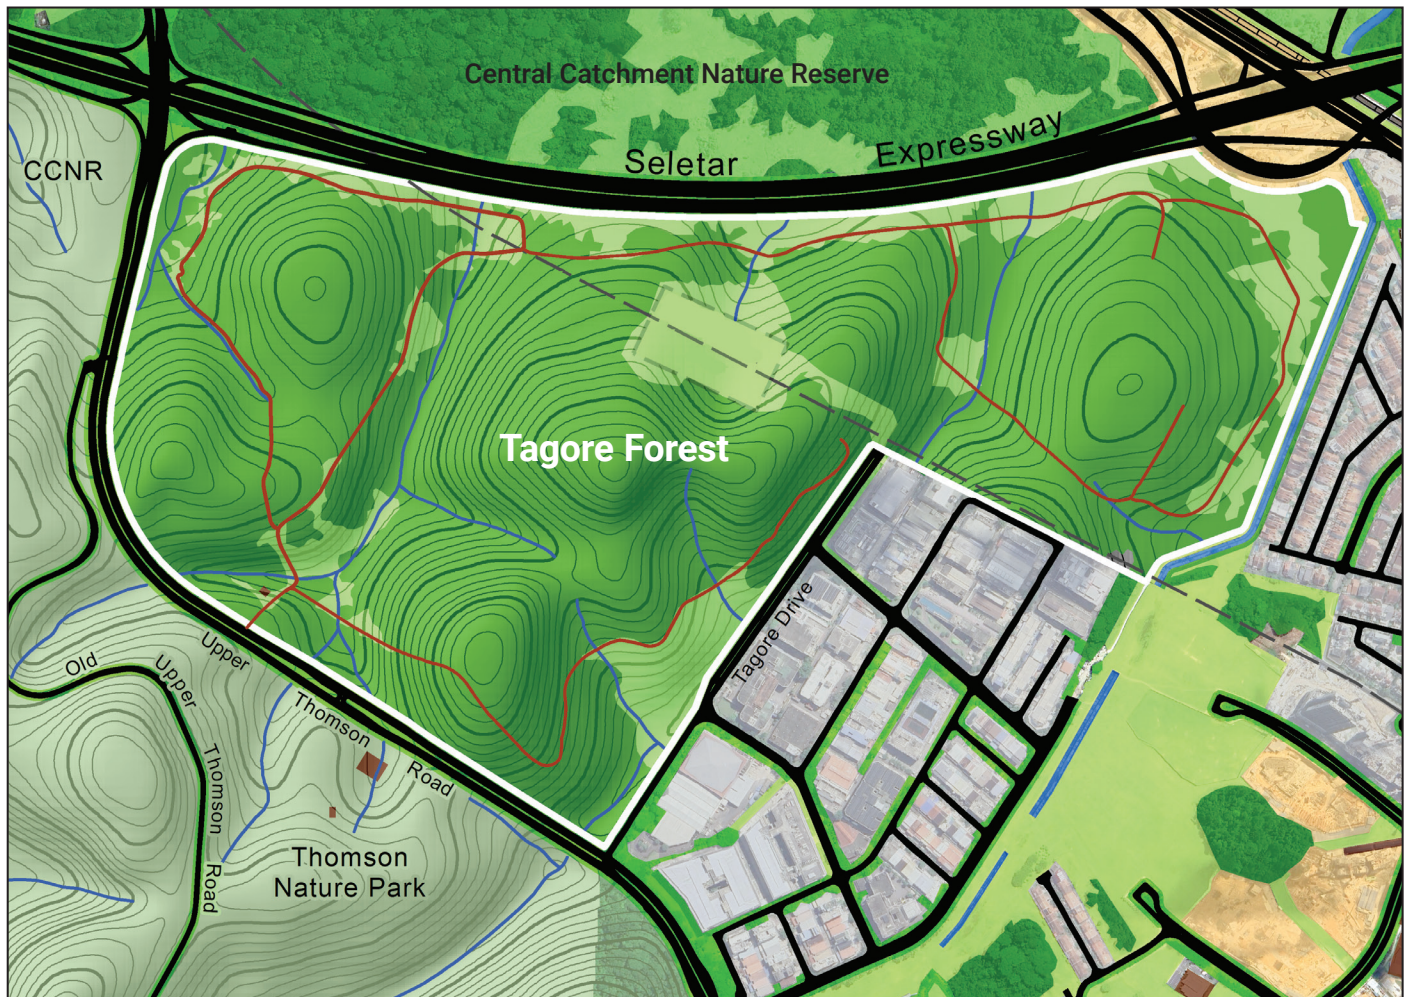 Central Catchment Nature Reserve
Seletar Expressway
CCNR
Tagore Forest
Tagore Drive
Upper Thomson Road
Old Upper Thomson Road
Thomson
Nature Park